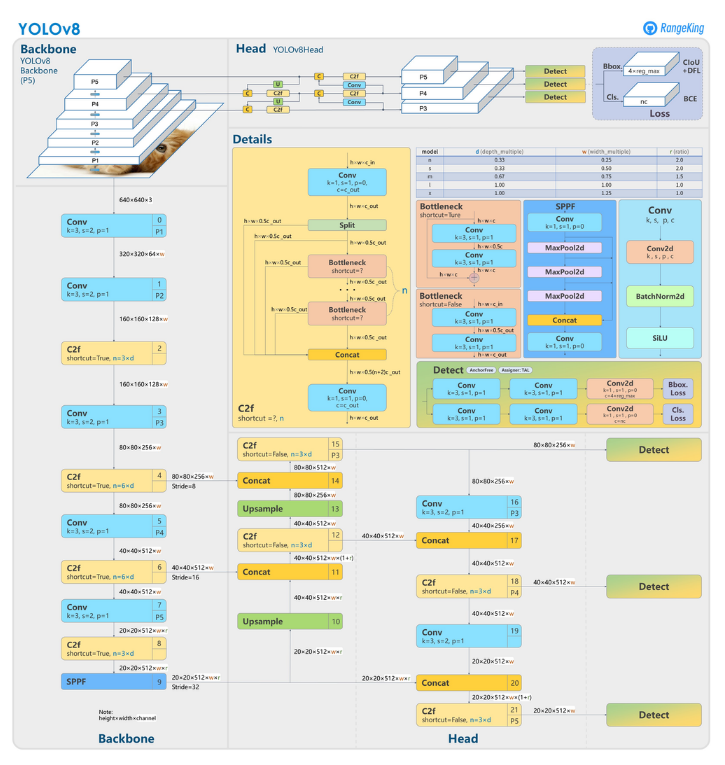 YOLOv8
RangeKing
Backbone
YOLOv8
Backbone
(P5)
P5
P4
P3
P2
P1
Head YOLOv8Head
C
C2f
C
C2f
U
Conv
C
C2f
C
C2f
U
Conv
C
C2f
P5
P4
P3
Detect
Detect
Detect
Bbox.
4×reg_max
CIoU
+DFL
Cls.
nc
BCE
Loss
Details
h×w×c_in
Conv
k=1, s=1, p=0,
c=c_out
h×w×c_out
Split
h×w×0.5c_out
h×w×0.5c_out
h×w×0.5c_out
Bottleneck
shortcut=?
h×w×0.5c_out
h×w×0.5c_out
• • •
h×w×0.5c_out
Bottleneck
shortcut=?
n
h×w×0.5c_out
Concat
h×w×0.5(n+2)c_out
Conv
k=1, s=1, p=0,
c=c_out
h×w×c_out
C2f
shortcut =?, n
model d (depth_multiple) w (width_multiple) r (ratio)
n 0.33 0.25 2.0
s 0.33 0.50 2.0
m 0.67 0.75 1.5
l 1.00 1.00 1.0
x 1.00 1.25 1.0
Bottleneck
shortcut=Ture
h×w×c
Conv
k=3, s=1, p=1
h×w×0.5c
Conv
k=3, s=1, p=1
h×w×c
h×w×c
+
h×w×c
Bottleneck
shortcut=False
h×w×c_in
Conv
k=3, s=1, p=1
h×w×0.5c_out
Conv
k=3, s=1, p=1
h×w×c_out
SPPF
Conv
k=1, s=1, p=0
MaxPool2d
MaxPool2d
MaxPool2d
Concat
Conv
k=1, s=1, p=0
Conv
k, s, p, c
Conv2d
k, s, p, c
BatchNorm2d
SiLU
Detect AnchorFree Assigner: TAL
Conv
k=3, s=1, p=1
Conv
k=3, s=1, p=1
Conv2d
k=1, s=1, p=0
c=4×reg_max
Bbox.
Loss
Conv
k=3, s=1, p=1
Conv
k=3, s=1, p=1
Conv2d
k=1, s=1, p=0
c=nc
Cls.
Loss
640×640×3
Conv 0
k=3, s=2, p=1 P1
320×320×64×w
Conv 1
k=3, s=2, p=1 P2
160×160×128×w
C2f 2
shortcut=True, n=3×d
160×160×128×w
Conv 3
k=3, s=2, p=1 P3
80×80×256×w
C2f 4
shortcut=True, n=6×d
80×80×256×w
Stride=8
80×80×256×w
Conv 5
k=3, s=2, p=1 P4
40×40×512×w
C2f 6
shortcut=True, n=6×d
40×40×512×w
Stride=16
40×40×512×w
Conv 7
k=3, s=2, p=1 P5
20×20×512×w×r
C2f 8
shortcut=True, n=3×d
20×20×512×w×r
SPPF 9
20×20×512×w×r
Stride=32
Note:
height×width×channel
Backbone
C2f 15
shortcut=False, n=3×d P3
80×80×256×w
Detect
80×80×512×w
Concat 14
80×80×256×w
Upsample 13
40×40×512×w
C2f 12
shortcut=False, n=3×d
40×40×512×w
40×40×512×w×(1+r)
Concat 11
40×40×512×w×r
Upsample 10
20×20×512×w×r
20×20×512×w×r
80×80×256×w
Conv 16
k=3, s=2, p=1 P3
40×40×256×w
Concat 17
40×40×512×w
C2f 18
shortcut=False, n=3×d P4
40×40×512×w
Detect
40×40×512×w
Conv 19
k=3, s=2, p=1
20×20×512×w
Concat 20
20×20×512×w×(1+r)
C2f 21
shortcut=False, n=3×d P5
20×20×512×w
Detect
Head